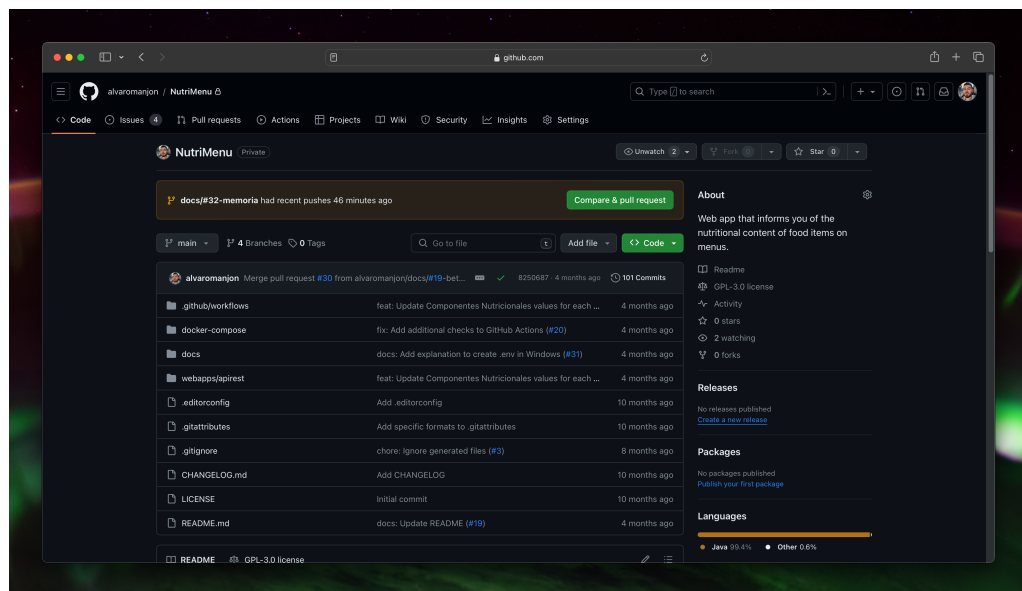 github.com
alvaromanjon / NutriMenu
Type / to search
Code Issues 4 Pull requests Actions Projects Wiki Security Insights Settings
NutriMenu Private
Unwatch 2 Fork 0 Star 0
docs/#32-memoria had recent pushes 46 minutes ago
Compare & pull request
main 4 Branches 0 Tags
Go to file t
Add file
Code
alvaromanjon Merge pull request #30 from alvaromanjon/docs/#19-bet... 8250687 · 4 months ago 101 Commits
.github/workflows feat: Update Componentes Nutricionales values for each ... 4 months ago
docker-compose fix: Add additional checks to GitHub Actions (#20) 4 months ago
docs docs: Add explanation to create .env in Windows (#31) 4 months ago
webapps/apirest feat: Update Componentes Nutricionales values for each ... 4 months ago
.editorconfig Add .editorconfig 10 months ago
.gitattributes Add specific formats to .gitattributes 10 months ago
.gitignore chore: Ignore generated files (#3) 8 months ago
CHANGELOG.md Add CHANGELOG 10 months ago
LICENSE Initial commit 10 months ago
README.md docs: Update README (#19) 4 months ago
README GPL-3.0 license
About
Web app that informs you of the
nutritional content of food items on
menus.
Readme
GPL-3.0 license
Activity
0 stars
2 watching
0 forks
Releases
No releases published
Create a new release
Packages
No packages published
Publish your first package
Languages
Java 99.4% Other 0.6%